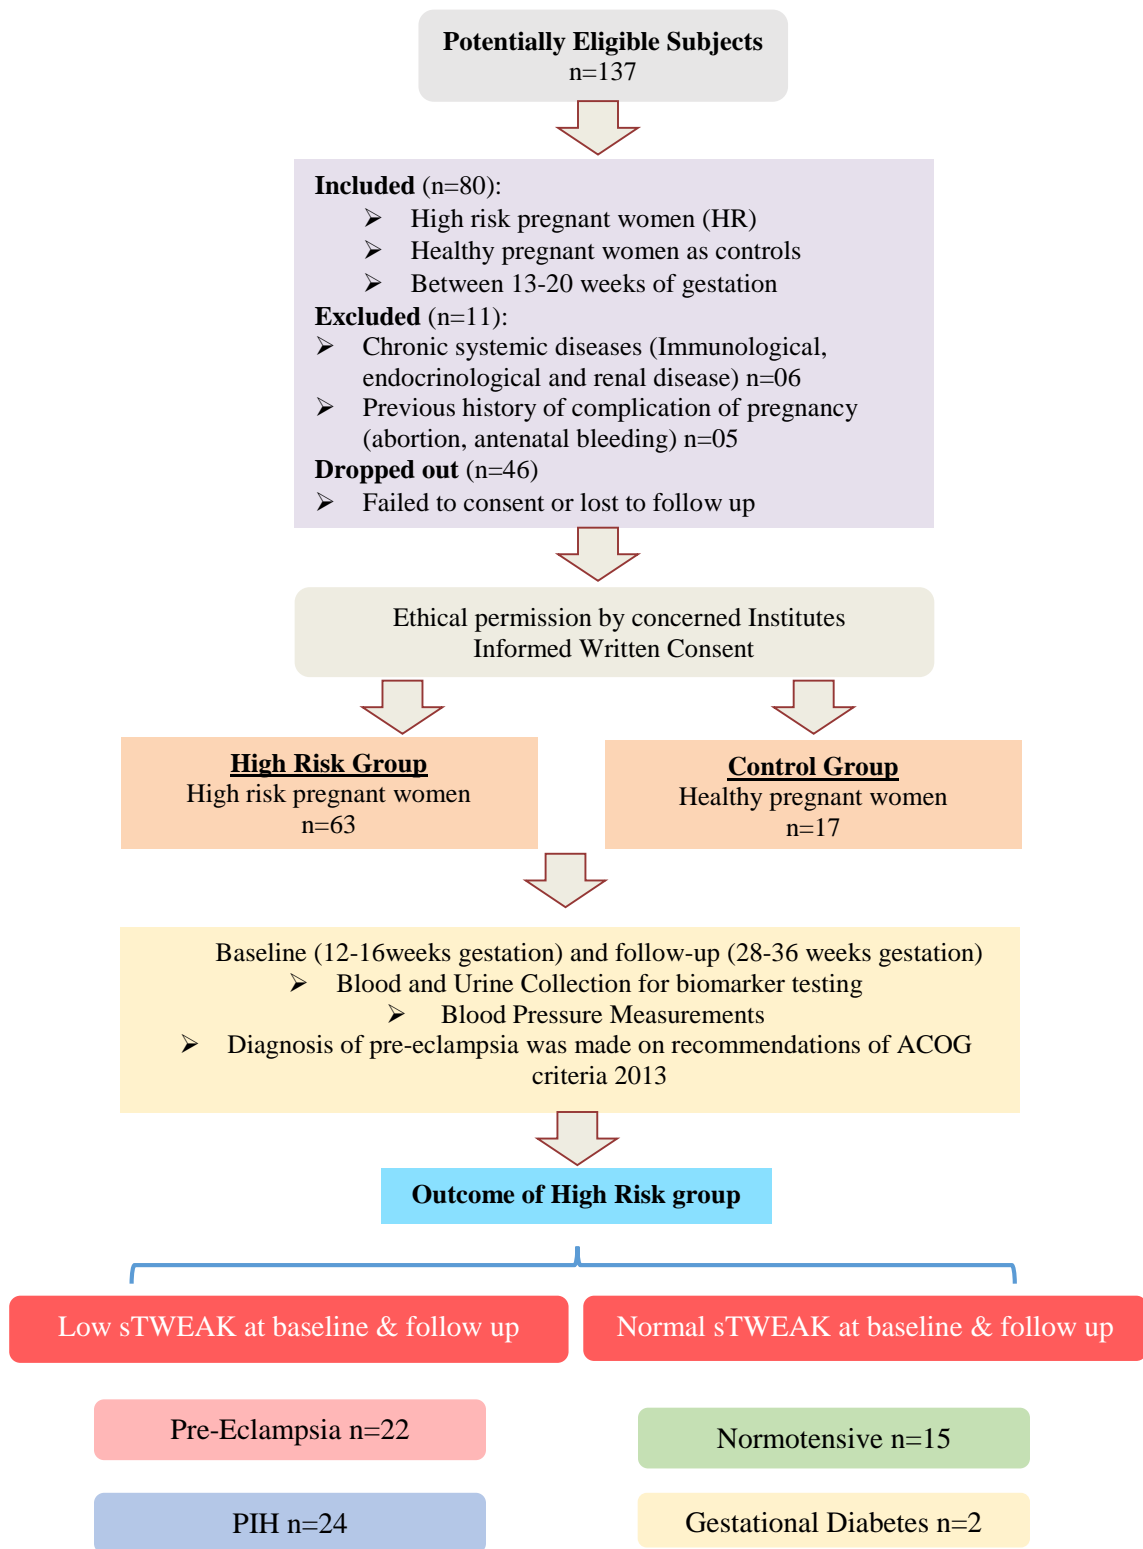 Potentially Eligible Subjects
n=137
Included (n=80):
➢ High risk pregnant women (HR)
➢ Healthy pregnant women as controls
➢ Between 13-20 weeks of gestation
Excluded (n=11):
➢ Chronic systemic diseases (Immunological,
endocrinological and renal disease) n=06
➢ Previous history of complication of pregnancy
(abortion, antenatal bleeding) n=05
Dropped out (n=46)
➢ Failed to consent or lost to follow up
Ethical permission by concerned Institutes
Informed Written Consent
High Risk Group
High risk pregnant women
n=63
Control Group
Healthy pregnant women
n=17
Baseline (12-16weeks gestation) and follow-up (28-36 weeks gestation)
➢ Blood and Urine Collection for biomarker testing
➢ Blood Pressure Measurements
➢ Diagnosis of pre-eclampsia was made on recommendations of ACOG
criteria 2013
Outcome of High Risk group
Low sTWEAK at baseline & follow up
Normal sTWEAK at baseline & follow up
Pre-Eclampsia n=22
Normotensive n=15
PIH n=24
Gestational Diabetes n=2